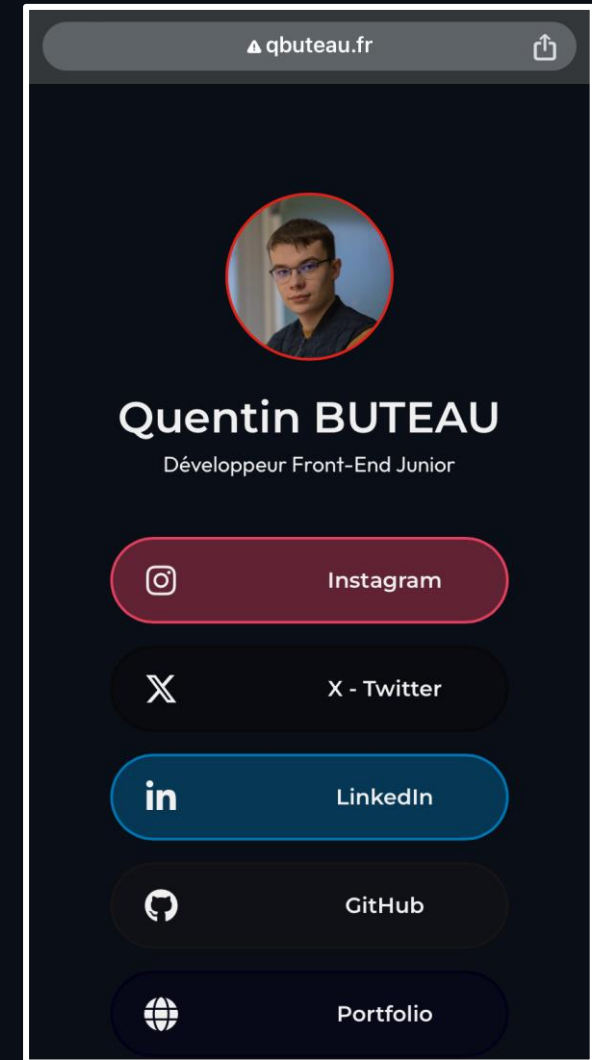 qbuteau.fr
Quentin BUTEAU
Développeur Front-End Junior
Instagram
X - Twitter
LinkedIn
GitHub
Portfolio